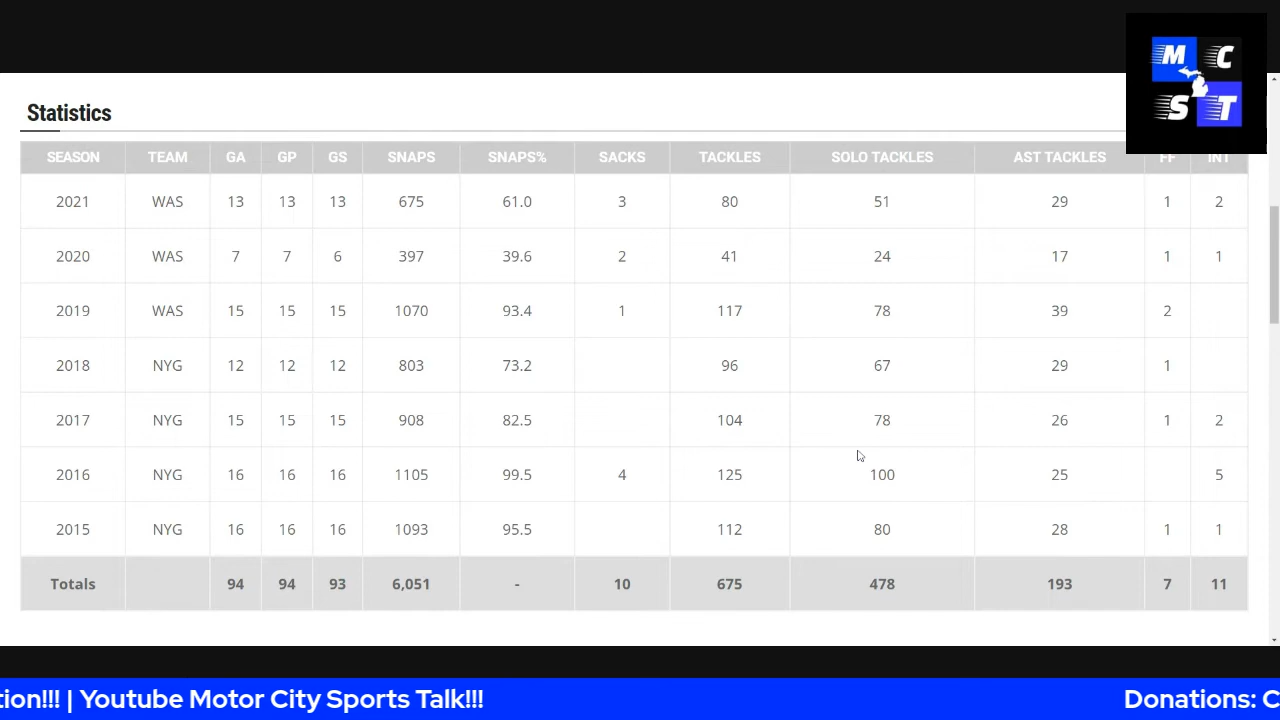 M C
S T
Statistics
SEASON TEAM GA GP GS SNAPS SNAPS% SACKS TACKLES SOLO TACKLES AST TACKLES FF INT
2021 WAS 13 13 13 675 61.0 3 80 51 29 1 2
2020 WAS 7 7 6 397 39.6 2 41 24 17 1 1
2019 WAS 15 15 15 1070 93.4 1 117 78 39 2
2018 NYG 12 12 12 803 73.2 96 67 29 1
2017 NYG 15 15 15 908 82.5 104 78 26 1 2
2016 NYG 16 16 16 1105 99.5 4 125 100 25 5
2015 NYG 16 16 16 1093 95.5 112 80 28 1 1
Totals 94 94 93 6,051 - 10 675 478 193 7 11
tion!!! | Youtube Motor City Sports Talk!!! Donations: C